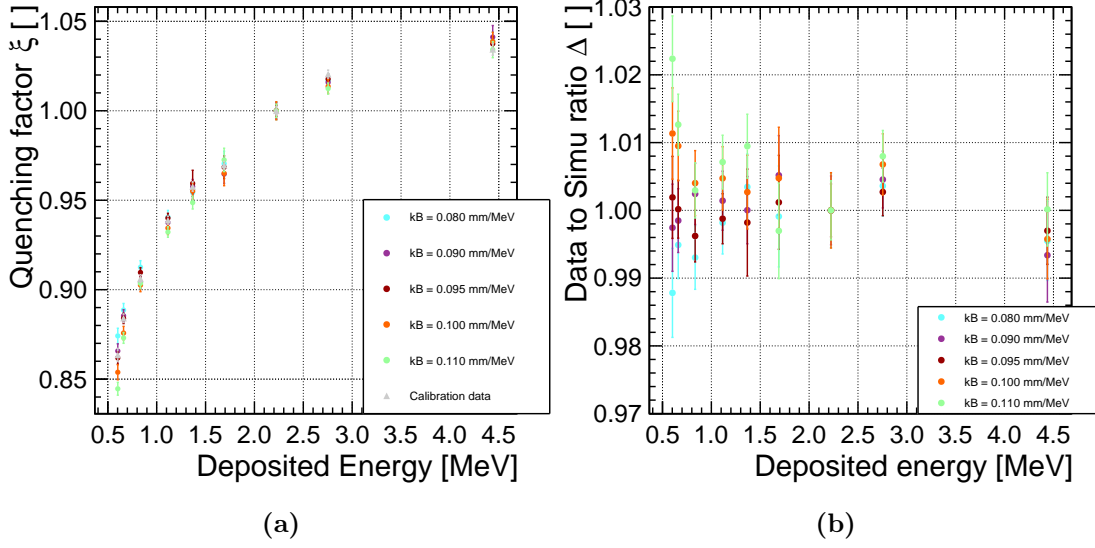 Quenching factor ξ [ ]
1.05
1.00
0.95
0.90
0.85
kB = 0.080 mm/MeV
kB = 0.090 mm/MeV
kB = 0.095 mm/MeV
kB = 0.100 mm/MeV
kB = 0.110 mm/MeV
Calibration data
0.5 1.0 1.5 2.0 2.5 3.0 3.5 4.0 4.5
Deposited Energy [MeV]
(a)
Data to Simu ratio Δ [ ]
1.03
1.02
1.01
1.00
0.99
0.98
0.97
kB = 0.080 mm/MeV
kB = 0.090 mm/MeV
kB = 0.095 mm/MeV
kB = 0.100 mm/MeV
kB = 0.110 mm/MeV
0.5 1.0 1.5 2.0 2.5 3.0 3.5 4.0 4.5
Deposited energy [MeV]
(b)